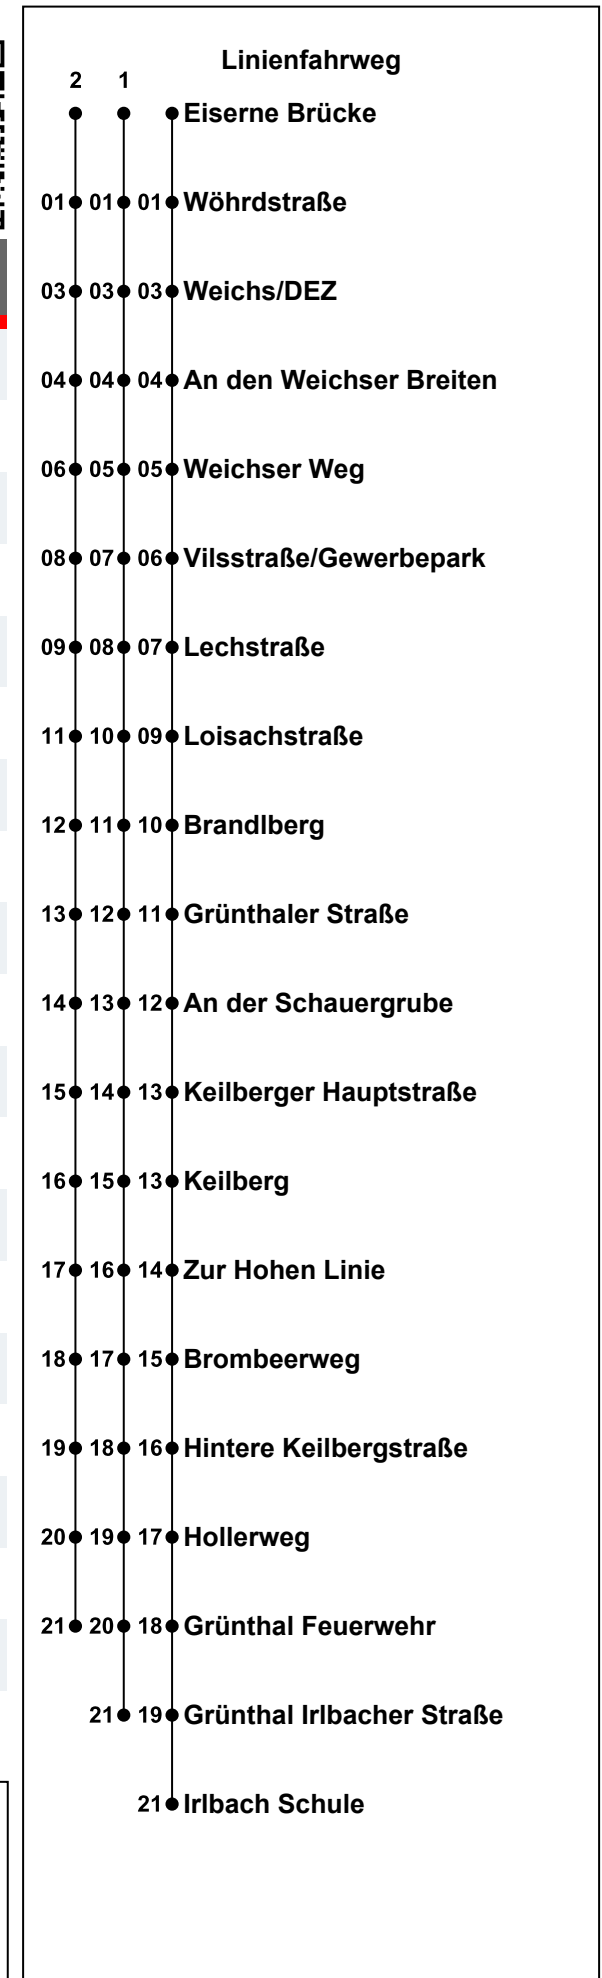 Linienfahrweg
2 1
Eiserne Brücke
01 01 01 Wöhrdstraße
03 03 03 Weichs/DEZ
04 04 04 An den Weichser Breiten
06 05 05 Weichser Weg
08 07 06 Vilsstraße/Gewerbepark
09 08 07 Lechstraße
11 10 09 Loisachstraße
12 11 10 Brandlberg
13 12 11 Grünthaler Straße
14 13 12 An der Schauergrube
15 14 13 Keilberger Hauptstraße
16 15 13 Keilberg
17 16 14 Zur Hohen Linie
18 17 15 Brombeerweg
19 18 16 Hintere Keilbergstraße
20 19 17 Hollerweg
21 20 18 Grünthal Feuerwehr
21 19 Grünthal Irlbacher Straße
21 Irlbach Schule